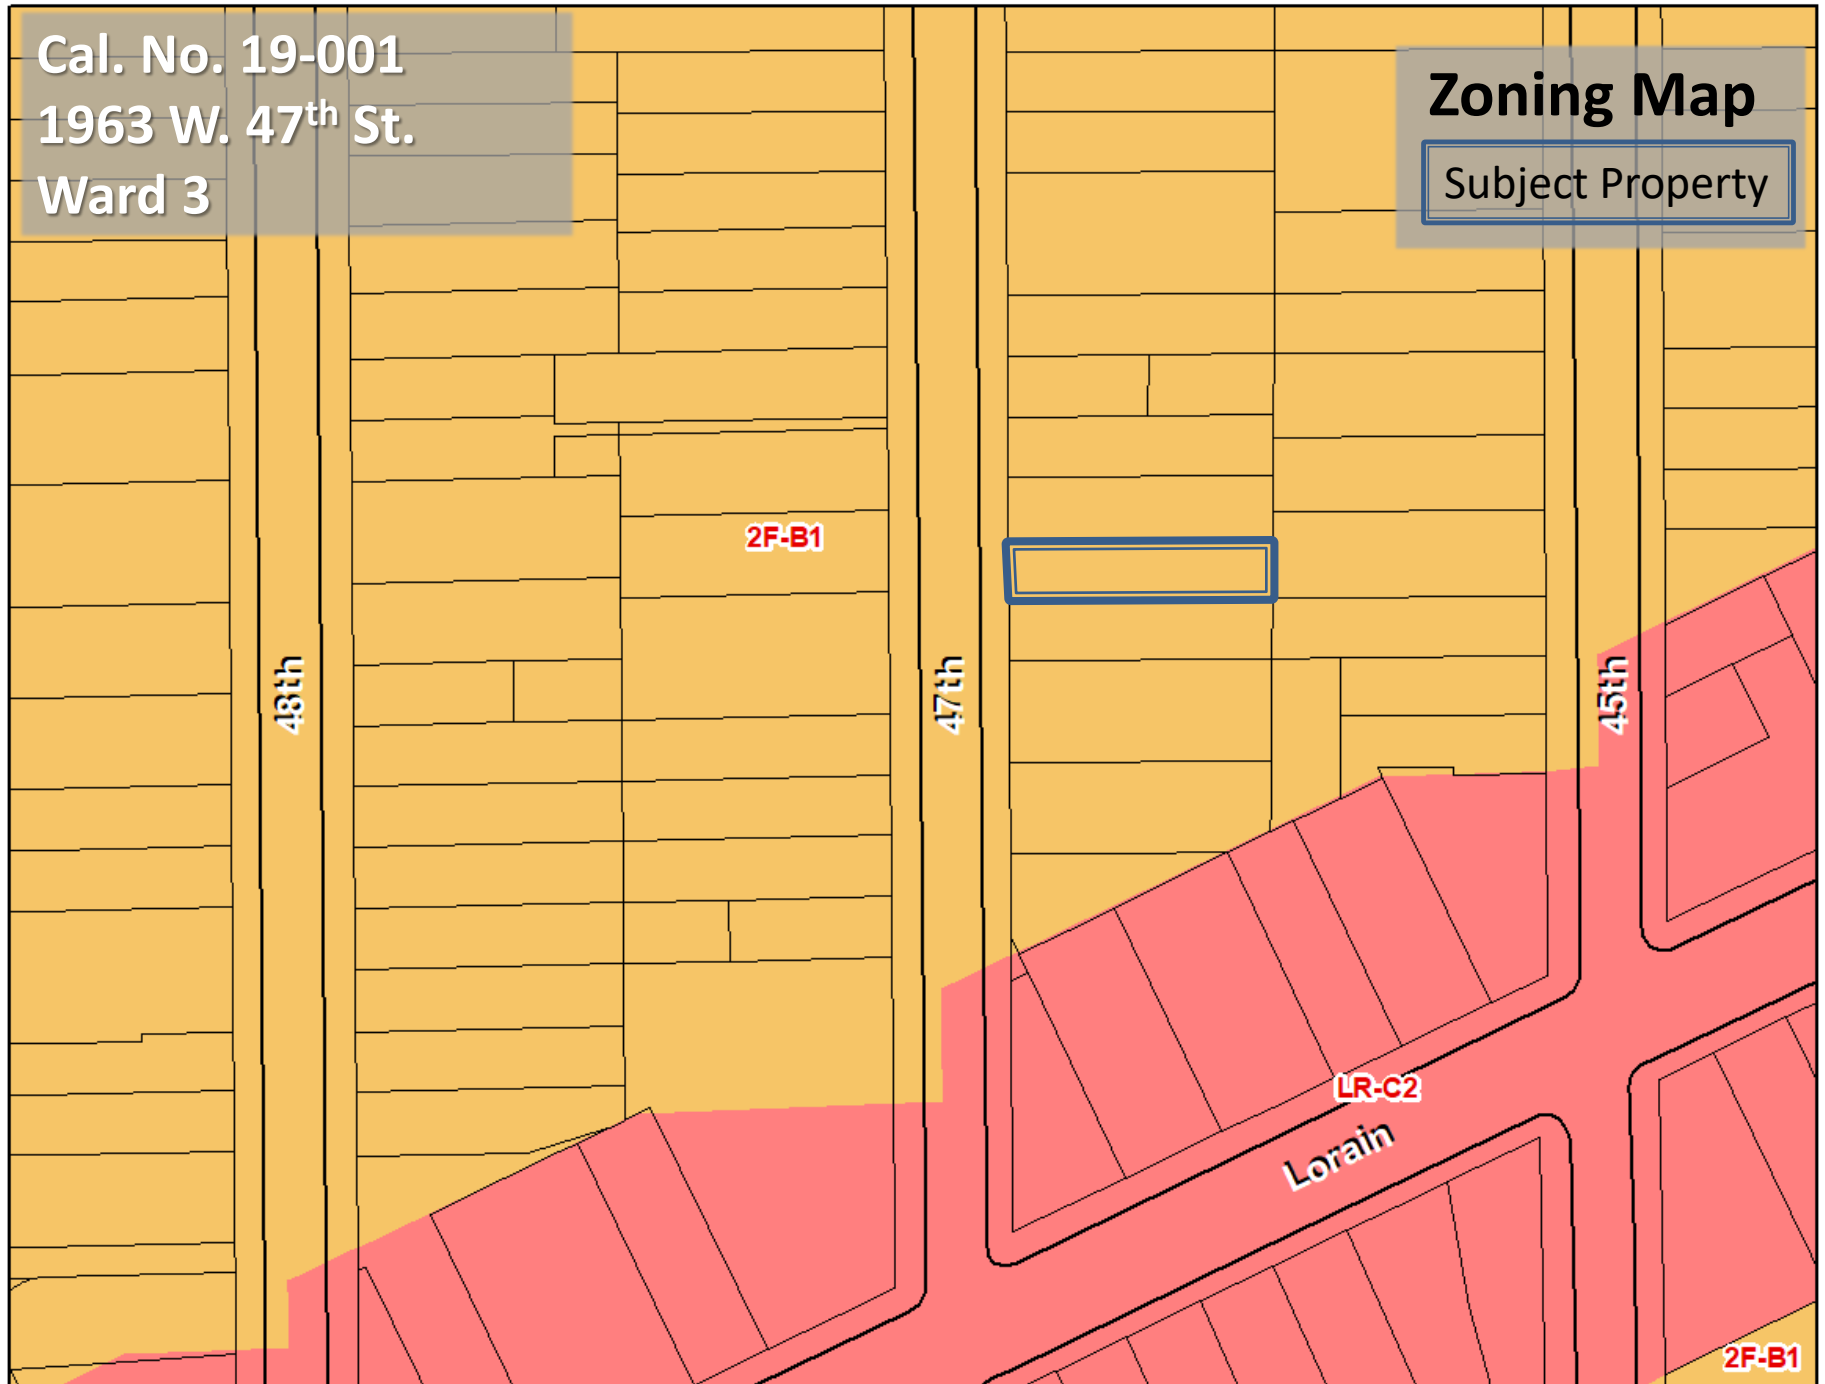 Cal. No. 19-001
1963 W. 47th St.
Ward 3
Zoning Map
Subject Property
2F-B1
48th
47th
45th
LR-C2
Lorain
2F-B1